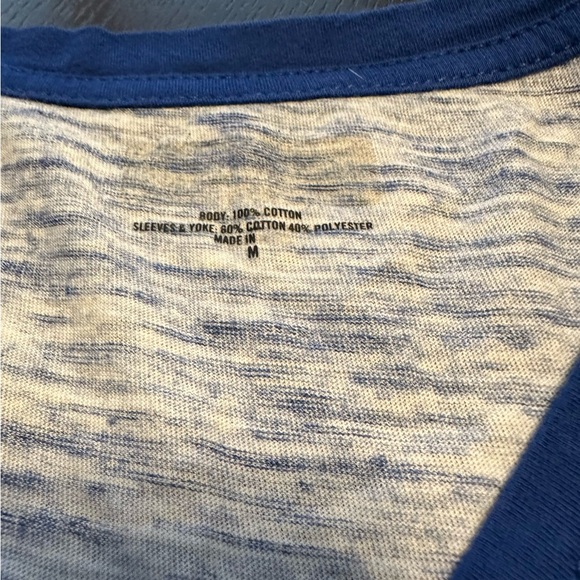 BODY: 100% COTTON
SLEEVES & YOKE: 60% COTTON 40% POLYESTER
MADE IN
M